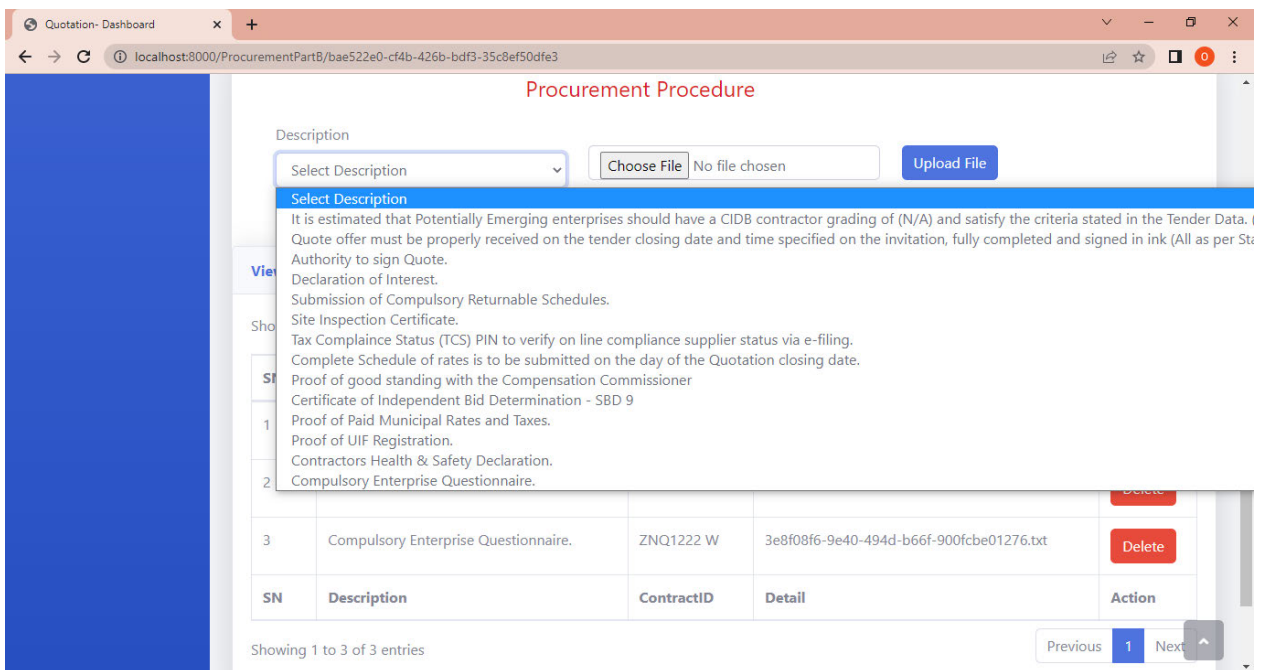 Quotation- Dashboard
localhost:8000/ProcurementPartB/bae522e0-cf4b-426b-bdf3-35c8ef50dfe3
0
Procurement Procedure
Description
Select Description
Choose File No file chosen
Upload File
Select Description
It is estimated that Potentially Emerging enterprises should have a CIDB contractor grading of (N/A) and satisfy the criteria stated in the Tender Data. (
Quote offer must be properly received on the tender closing date and time specified on the invitation, fully completed and signed in ink (All as per Sta
Authority to sign Quote.
Declaration of Interest.
Submission of Compulsory Returnable Schedules.
Site Inspection Certificate.
Tax Complaince Status (TCS) PIN to verify on line compliance supplier status via e-filing.
Complete Schedule of rates is to be submitted on the day of the Quotation closing date.
Proof of good standing with the Compensation Commissioner
Certificate of Independent Bid Determination - SBD 9
Proof of Paid Municipal Rates and Taxes.
Proof of UIF Registration.
Contractors Health & Safety Declaration.
Compulsory Enterprise Questionnaire.
View
Sho
SN
1
2 Delete
3 Compulsory Enterprise Questionnaire. ZNQ1222 W 3e8f08f6-9e40-494d-b66f-900fcbe01276.txt Delete
SN Description ContractID Detail Action
Showing 1 to 3 of 3 entries
Previous 1 Next